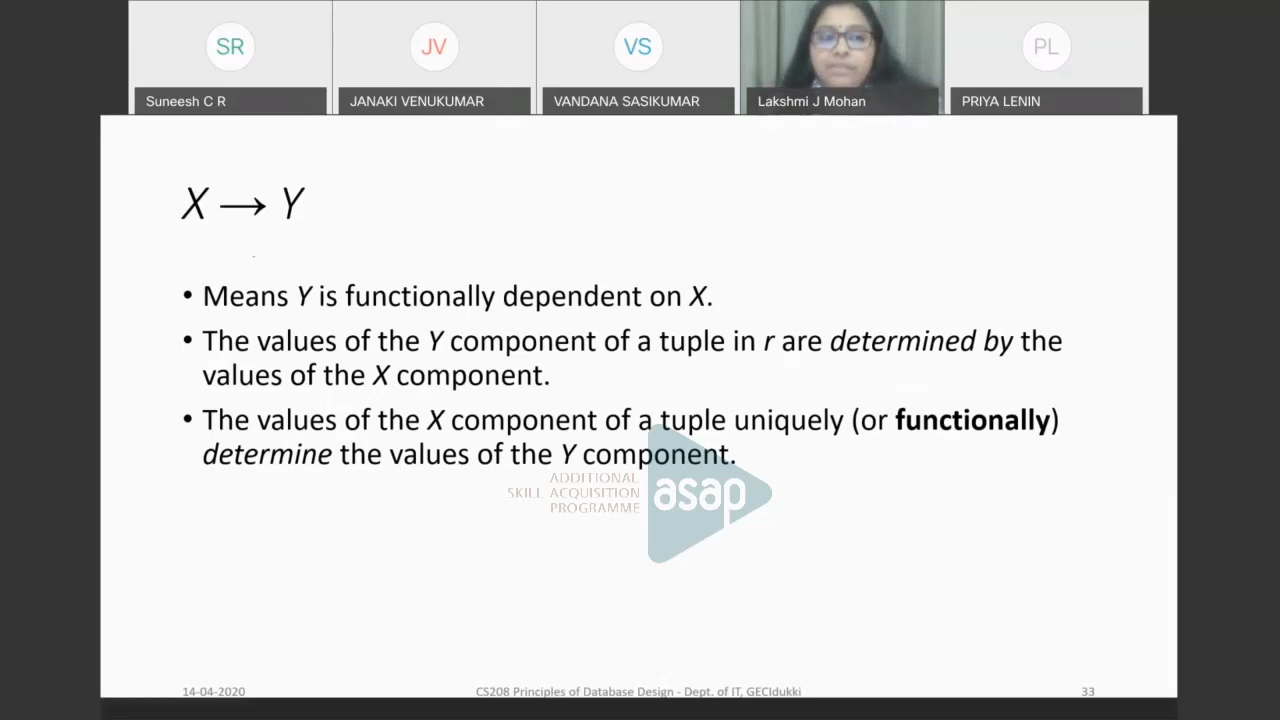 SR
JV
VS
PL
Suneesh C R
JANAKI VENUKUMAR
VANDANA SASIKUMAR
Lakshmi J Mohan
PRIYA LENIN
X → Y
• Means Y is functionally dependent on X.
• The values of the Y component of a tuple in r are determined by the
values of the X component.
• The values of the X component of a tuple uniquely (or functionally)
determine the values of the Y component.
ADDITIONAL
SKILL ACQUISITION
PROGRAMME
asap
14-04-2020
CS208 Principles of Database Design - Dept. of IT, GECIdukki
33